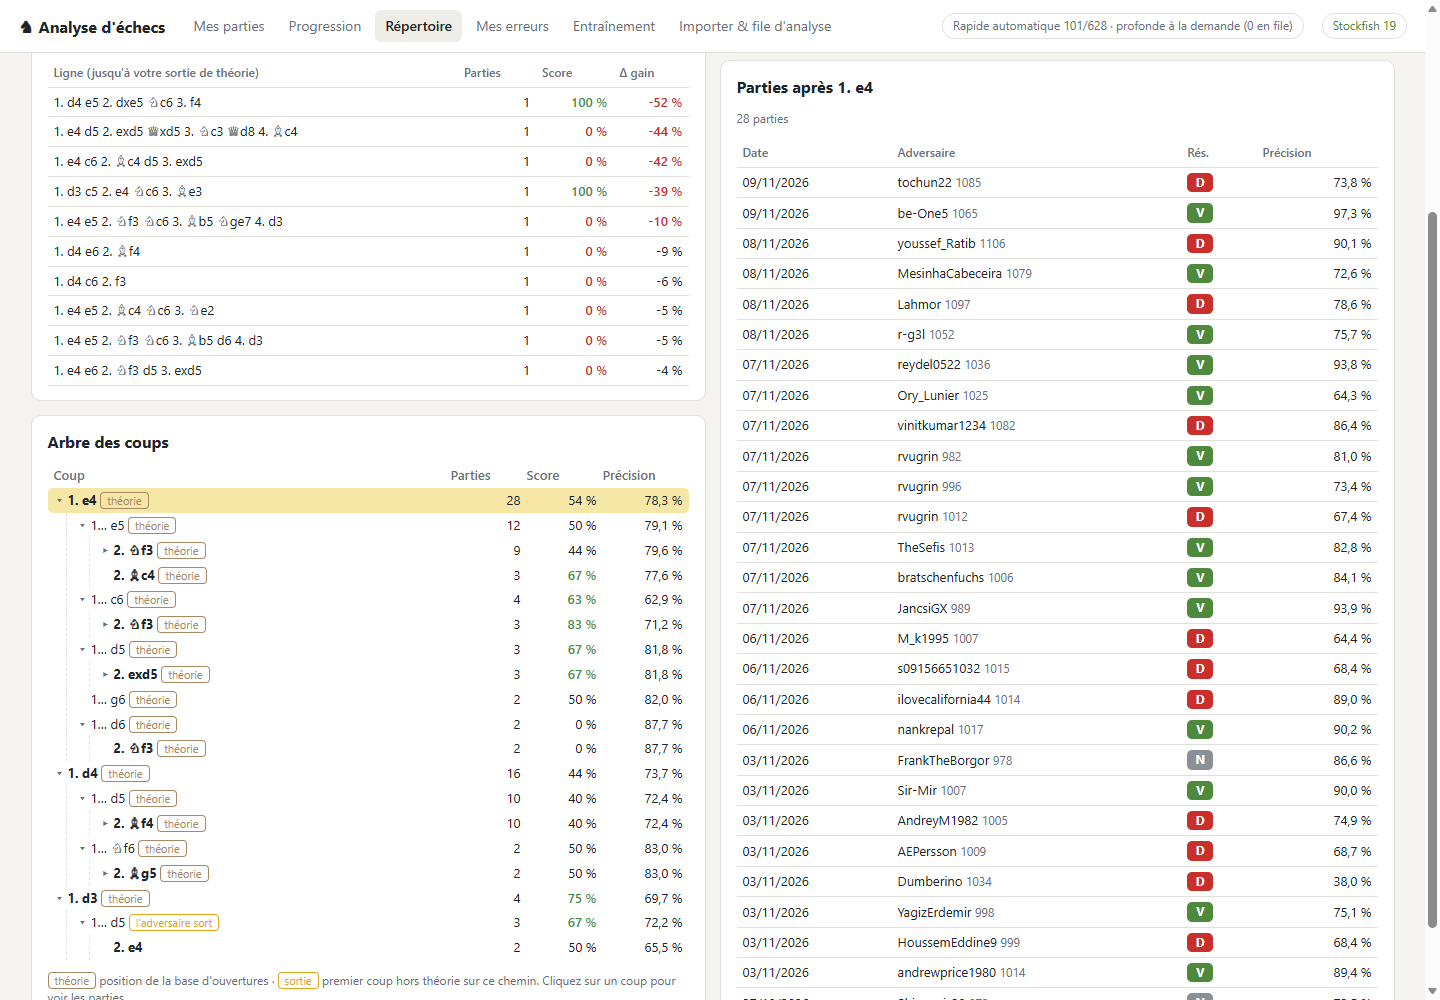 ♞ Analyse d'échecs Mes parties Progression Répertoire Mes erreurs Entraînement Importer & file d'analyse Rapide automatique 101/628 · profonde à la demande (0 en file) Stockfish 19
Ligne (jusqu'à votre sortie de théorie) Parties Score Δ gain
1. d4 e5 2. dxe5 ♘c6 3. f4 1 100 % -52 %
1. e4 d5 2. exd5 ♛xd5 3. ♘c3 ♛d8 4. ♗c4 1 0 % -44 %
1. e4 c6 2. ♗c4 d5 3. exd5 1 0 % -42 %
1. d3 c5 2. e4 ♘c6 3. ♗e3 1 100 % -39 %
1. e4 e5 2. ♘f3 ♘c6 3. ♗b5 ♘ge7 4. d3 1 0 % -10 %
1. d4 e6 2. ♗f4 1 0 % -9 %
1. d4 c6 2. f3 1 0 % -6 %
1. e4 e5 2. ♗c4 ♘c6 3. ♘e2 1 0 % -5 %
1. e4 e5 2. ♘f3 ♘c6 3. ♗b5 d6 4. d3 1 0 % -5 %
1. e4 e6 2. ♘f3 d5 3. exd5 1 0 % -4 %
Arbre des coups
Coup Parties Score Précision
1. e4 théorie 28 54 % 78,3 %
1... e5 théorie 12 50 % 79,1 %
2. ♘f3 théorie 9 44 % 79,6 %
2. ♗c4 théorie 3 67 % 77,6 %
1... c6 théorie 4 63 % 62,9 %
2. ♘f3 théorie 3 83 % 71,2 %
1... d5 théorie 3 67 % 81,8 %
2. exd5 théorie 3 67 % 81,8 %
1... g6 théorie 2 50 % 82,0 %
1... d6 théorie 2 0 % 87,7 %
2. ♘f3 théorie 2 0 % 87,7 %
1. d4 théorie 16 44 % 73,7 %
1... d5 théorie 10 40 % 72,4 %
2. ♗f4 théorie 10 40 % 72,4 %
1... ♘f6 théorie 2 50 % 83,0 %
2. ♗g5 théorie 2 50 % 83,0 %
1. d3 théorie 4 75 % 69,7 %
1... d5 l'adversaire sort 3 67 % 72,2 %
2. e4 2 50 % 65,5 %
théorie position de la base d'ouvertures · sortie premier coup hors théorie sur ce chemin. Cliquez sur un coup pour
voir les parties
Parties après 1. e4
28 parties
Date Adversaire Rés. Précision
09/11/2026 tochun22 1085 D 73,8 %
09/11/2026 be-One5 1065 V 97,3 %
08/11/2026 youssef_Ratib 1106 D 90,1 %
08/11/2026 MesinhaCabeceira 1079 V 72,6 %
08/11/2026 Lahmor 1097 D 78,6 %
08/11/2026 r-g3l 1052 V 75,7 %
07/11/2026 reydel0522 1036 V 93,8 %
07/11/2026 Ory_Lunier 1025 V 64,3 %
07/11/2026 vinitkumar1234 1082 D 86,4 %
07/11/2026 rvugrin 982 V 81,0 %
07/11/2026 rvugrin 996 V 73,4 %
07/11/2026 rvugrin 1012 D 67,4 %
07/11/2026 TheSefis 1013 V 82,8 %
07/11/2026 bratschenfuchs 1006 V 84,1 %
07/11/2026 JancsiGX 989 V 93,9 %
06/11/2026 M_k1995 1007 D 64,4 %
06/11/2026 s09156651032 1015 D 68,4 %
06/11/2026 ilovecalifornia44 1014 D 89,0 %
06/11/2026 nankrepal 1017 V 90,2 %
03/11/2026 FrankTheBorgor 978 N 86,6 %
03/11/2026 Sir-Mir 1007 V 90,0 %
03/11/2026 AndreyM1982 1005 D 74,9 %
03/11/2026 AEPersson 1009 D 68,7 %
03/11/2026 Dumberino 1034 D 38,0 %
03/11/2026 YagizErdemir 998 V 75,1 %
03/11/2026 HoussemEddine9 999 D 68,4 %
03/11/2026 andrewprice1980 1014 V 89,4 %